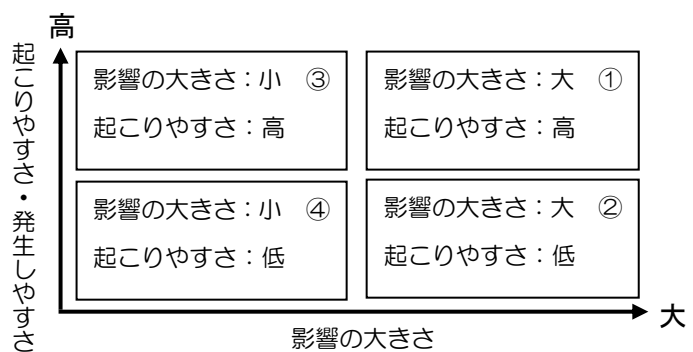 高
起こりやすさ・発生しやすさ
影響の大きさ：小 ③
起こりやすさ：高
影響の大きさ：大 ①
起こりやすさ：高
影響の大きさ：小 ④
起こりやすさ：低
影響の大きさ：大 ②
起こりやすさ：低
大
影響の大きさ